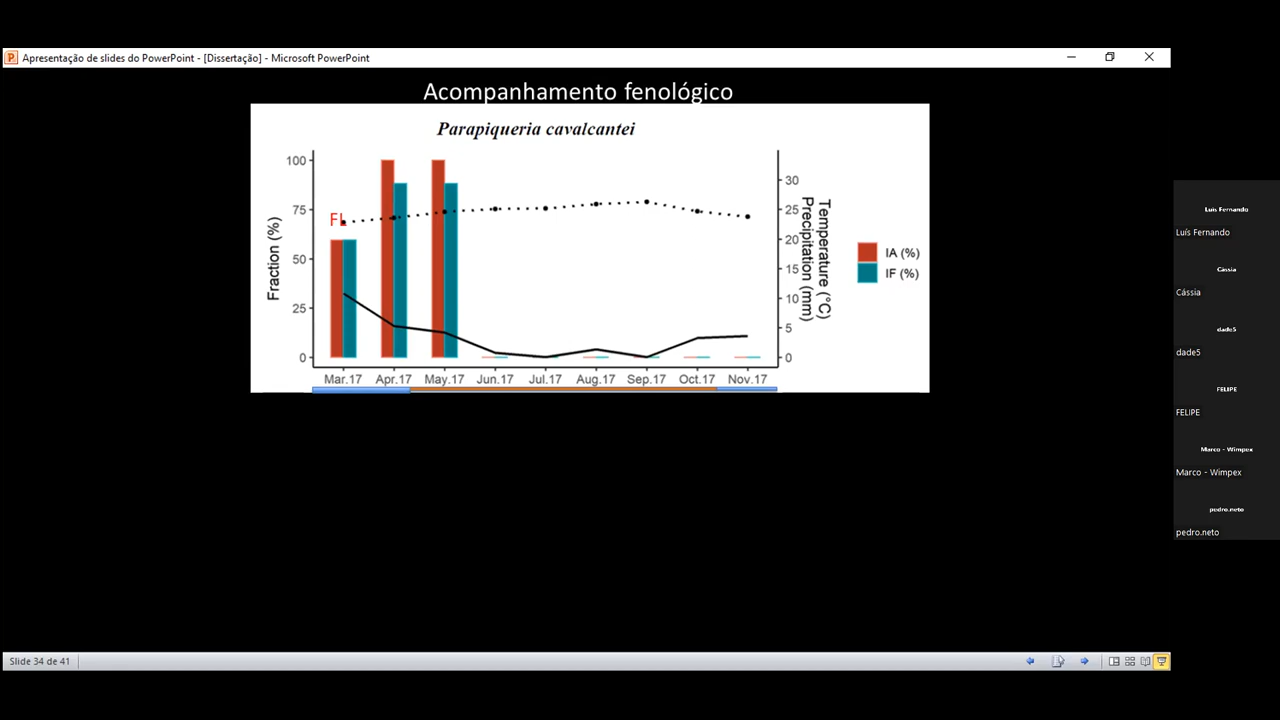 Apresentação de slides do PowerPoint - [Dissertação] - Microsoft PowerPoint
Acompanhamento fenológico
Parapiqueria cavalcantei
100
75
50
25
0
Fraction (%)
FL
30
25
20
15
10
5
0
Temperature (°C)
Precipitation (mm)
IA (%)
IF (%)
Mar.17 Apr.17 May.17 Jun.17 Jul.17 Aug.17 Sep.17 Oct.17 Nov.17
Luís Fernando
Luís Fernando
Cássia
Cássia
dade5
dade5
FELIPE
FELIPE
Marco - Wimpex
Marco - Wimpex
pedro.neto
pedro.neto
Slide 34 de 41